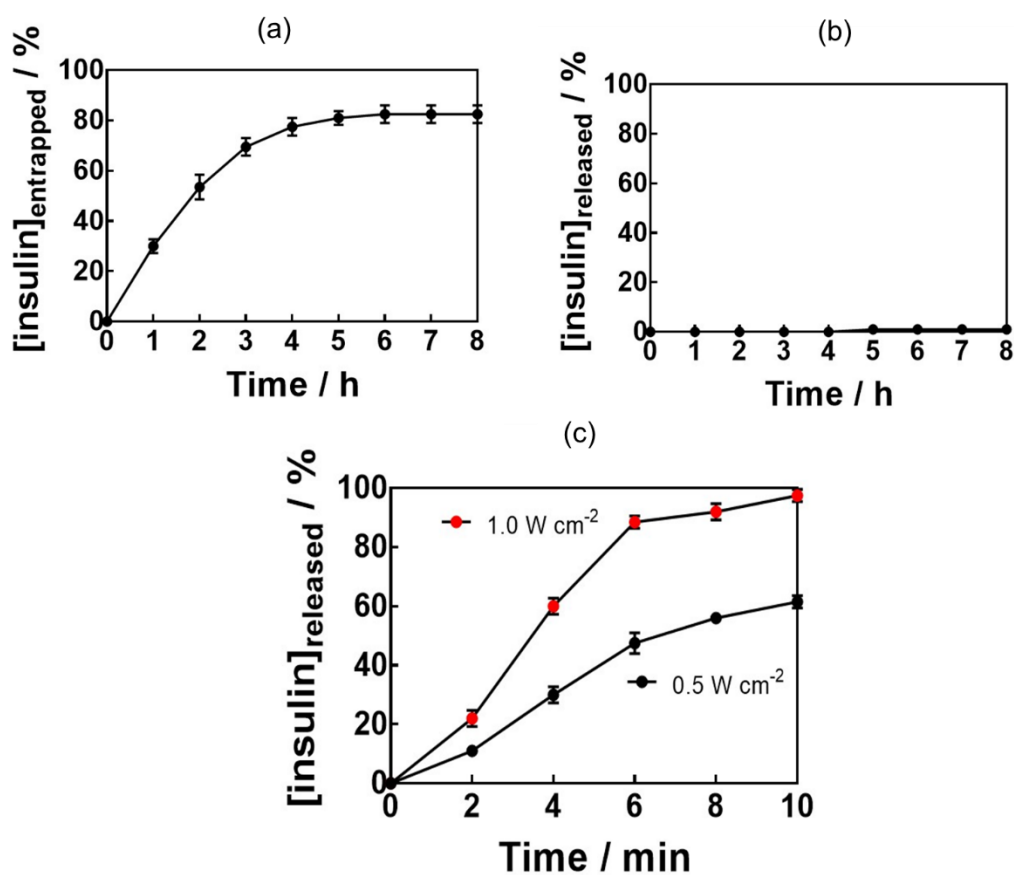 (a)
[insulin]entrapped / %
100
80
60
40
20
0
0 1 2 3 4 5 6 7 8
Time / h
(b)
[insulin]released / %
100
80
60
40
20
0
0 1 2 3 4 5 6 7 8
Time / h
(c)
[insulin]released / %
100
80
60
40
20
0
1.0 W cm⁻²
0.5 W cm⁻²
0 2 4 6 8 10
Time / min